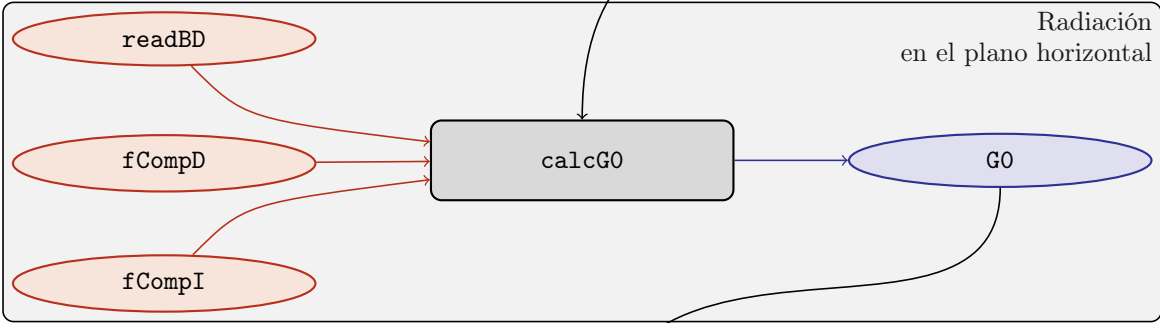 Radiación
en el plano horizontal
readBD
fCompD
calcG0
G0
fCompI